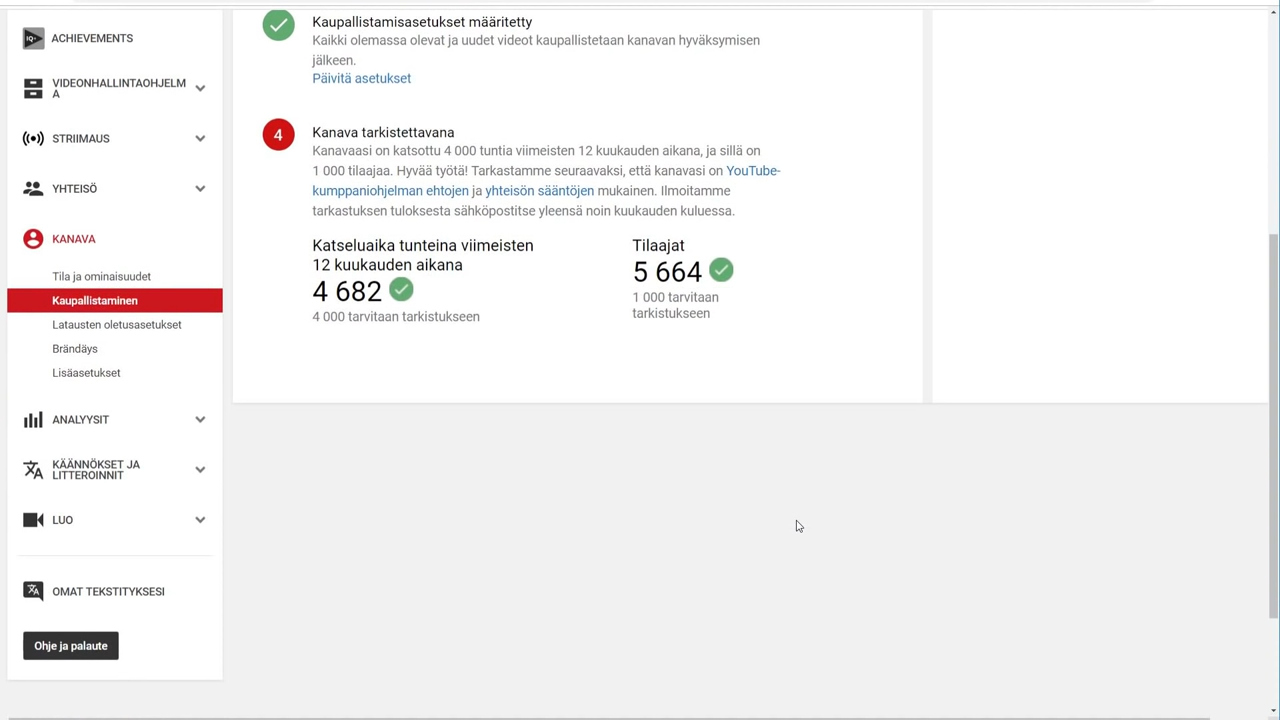 ACHIEVEMENTS
VIDEONHALLINTAOHJELM
A
STRIIMAUS
YHTEISÖ
KANAVA
Tila ja ominaisuudet
Kaupallistaminen
Latausten oletusasetukset
Brändäys
Lisäasetukset
ANALYYSIT
KÄÄNNÖKSET JA
LITTEROINNIT
LUO
OMAT TEKSTITYKSESI
Ohje ja palaute
Kaupallistamisasetukset määritetty
Kaikki olemassa olevat ja uudet videot kaupallistetaan kanavan hyväksymisen
jälkeen.
Päivitä asetukset
4
Kanava tarkistettavana
Kanavaasi on katsottu 4 000 tuntia viimeisten 12 kuukauden aikana, ja sillä on
1 000 tilaajaa. Hyvää työtä! Tarkastamme seuraavaksi, että kanavasi on YouTube-
kumppaniohjelman ehtojen ja yhteisön sääntöjen mukainen. Ilmoitamme
tarkastuksen tuloksesta sähköpostitse yleensä noin kuukauden kuluessa.
Katseluaika tunteina viimeisten
12 kuukauden aikana
4 682
4 000 tarvitaan tarkistukseen
Tilaajat
5 664
1 000 tarvitaan
tarkistukseen